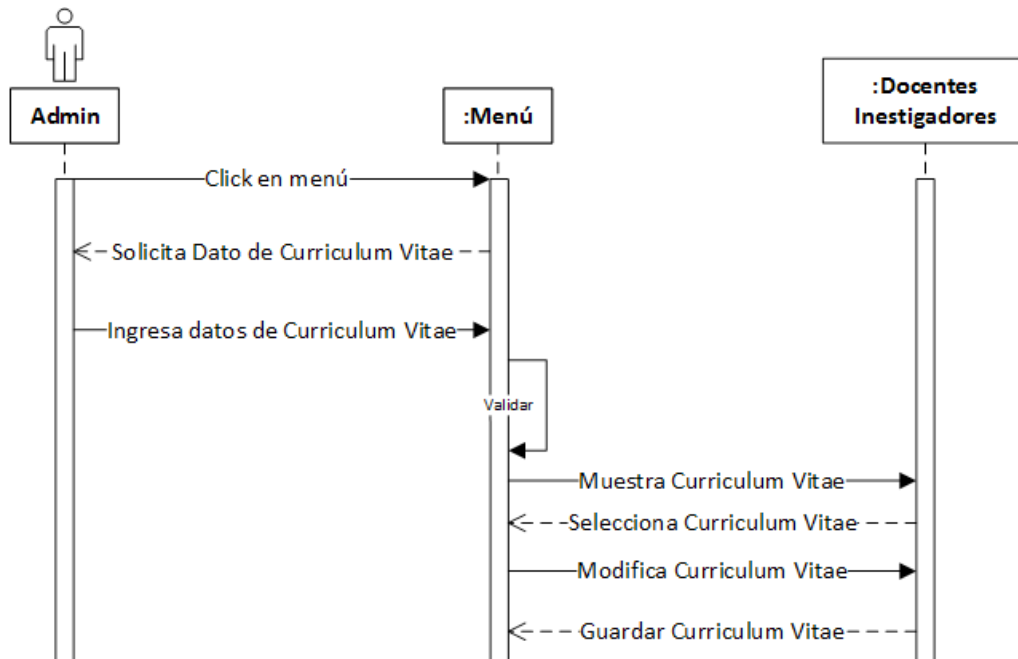 Admin
:Menú
:Docentes
Inestigadores
Click en menú
Solicita Dato de Curriculum Vitae
Ingresa datos de Curriculum Vitae
Validar
Muestra Curriculum Vitae
Selecciona Curriculum Vitae
Modifica Curriculum Vitae
Guardar Curriculum Vitae